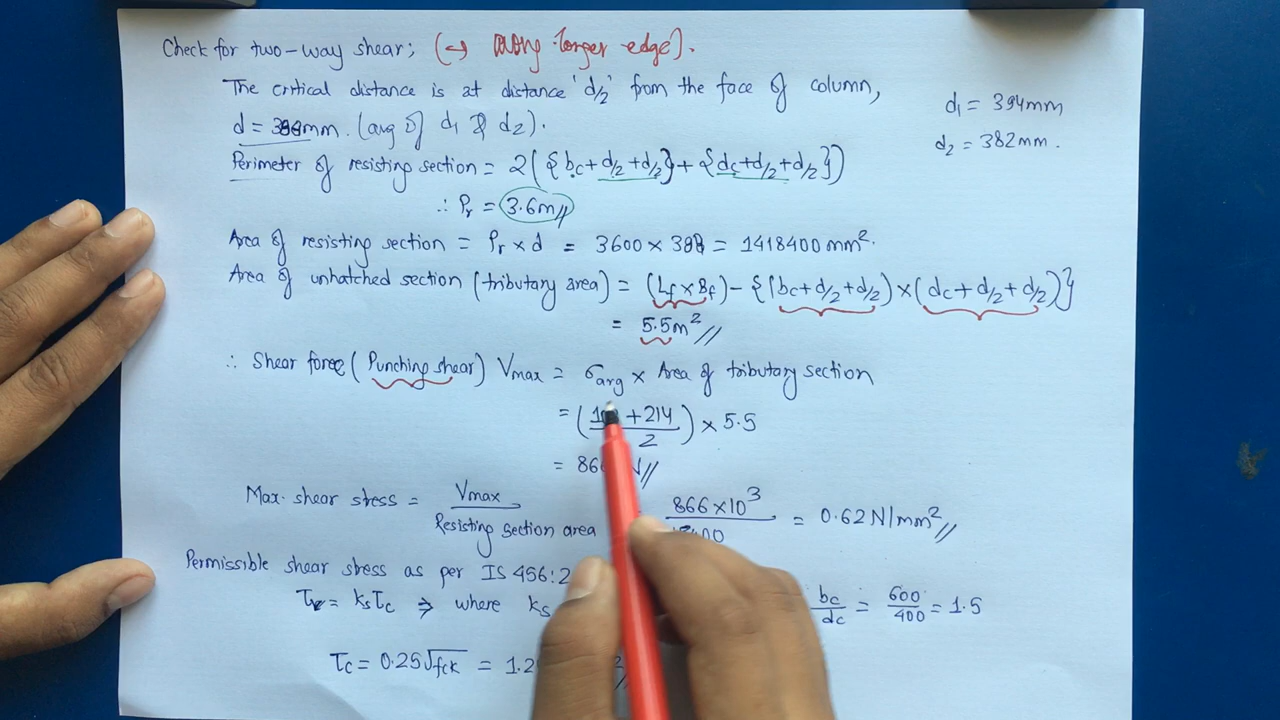 Check for two-way shear; (→ Along longer edge).
The critical distance is at distance 'd/2' from the face of column,
d = 388mm. (avg of d1 & d2).
d1 = 394mm
d2 = 382mm.
Perimeter of resisting section = 2({bc+d/2+d/2}+{dc+d/2+d/2})
∴ Pr = 3.6m//
Area of resisting section = Pr × d = 3600 × = 1418400 mm².
Area of unhatched section (tributary area) = (Lf × Bf) - {(bc+d/2+d/2)×(dc+d/2+d/2)}
= 5.5m²//
∴ Shear force (Punching shear) Vmax = σavg × Area of tributary section
= ( +214 / 2 ) × 5.5
= 866 N//
Max. shear stress = Vmax / Resisting section area 866×10³ / = 0.62 N/mm²//
Permissible shear stress as per IS 456:2
τv = ks τc ⇒ where ks bc/dc = 600/400 = 1.5
τc = 0.25√fck = 1.2